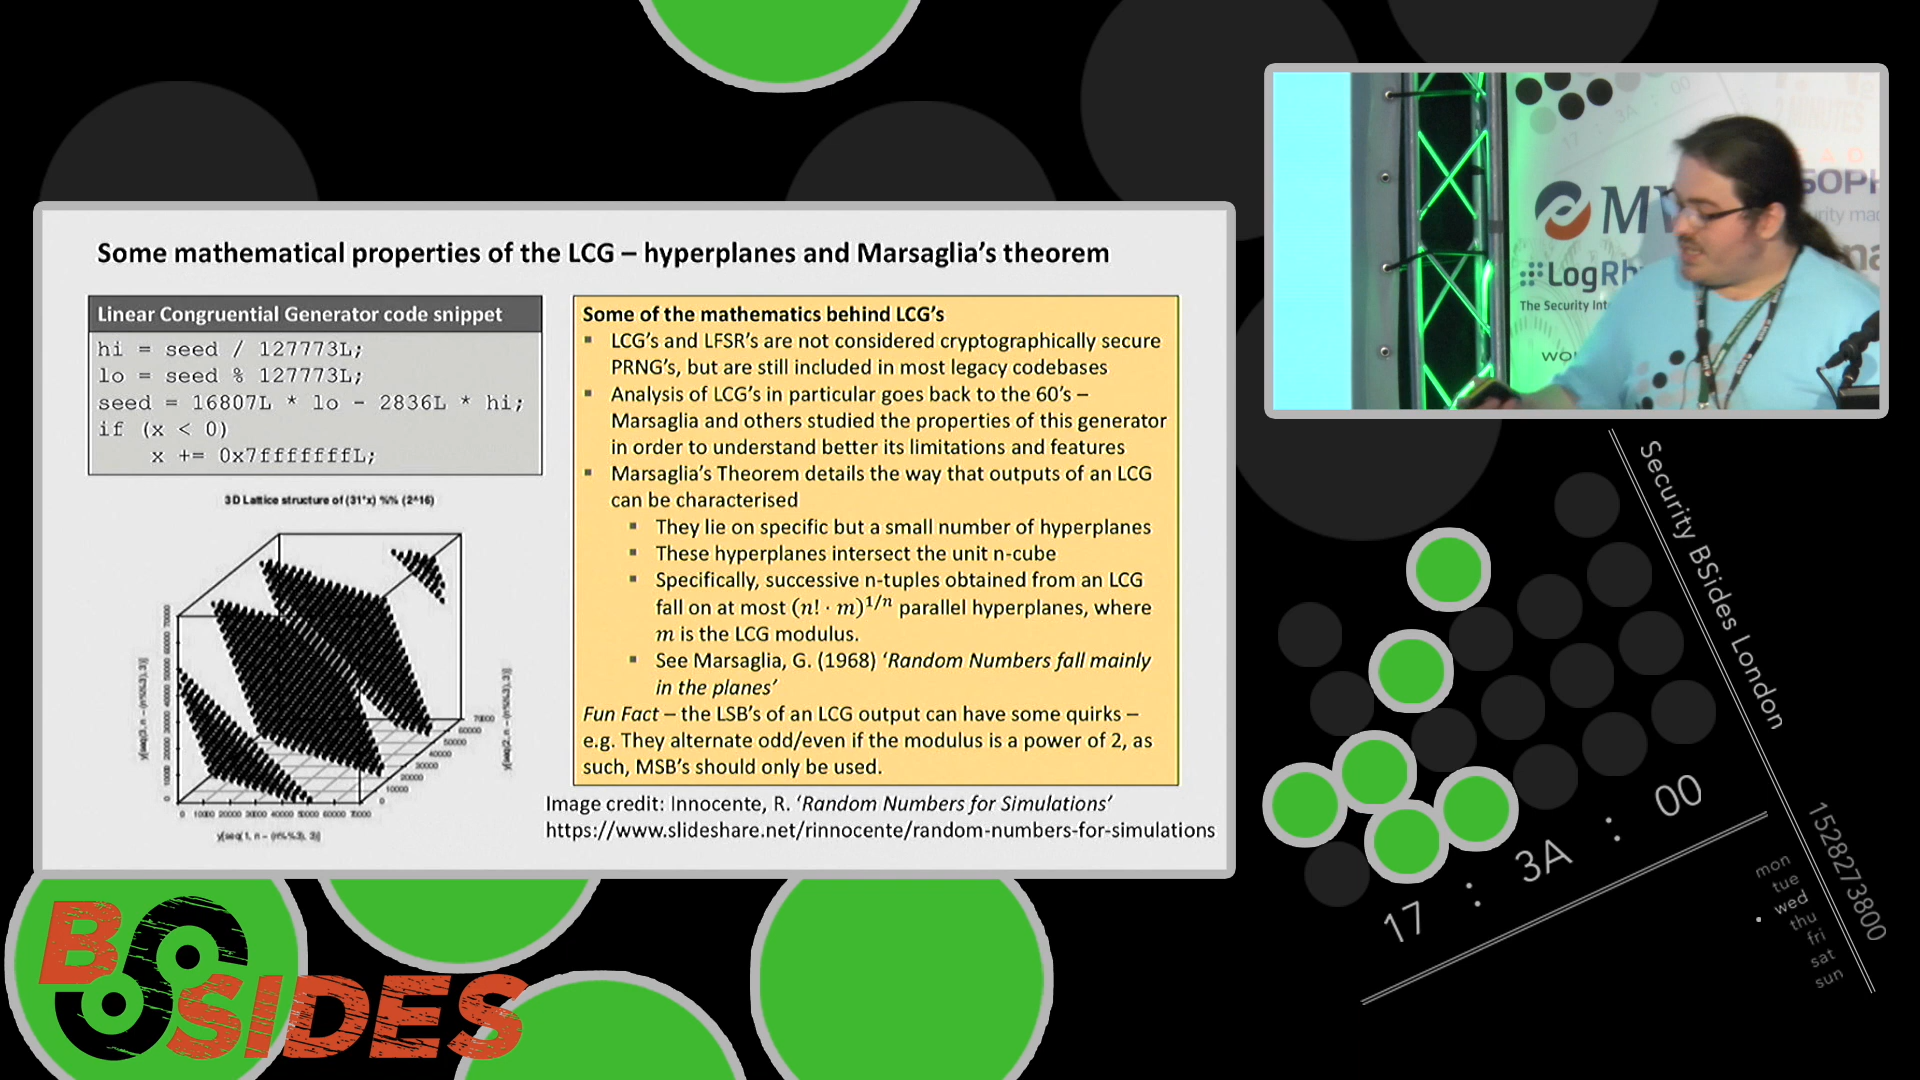 Some mathematical properties of the LCG – hyperplanes and Marsaglia's theorem
Linear Congruential Generator code snippet
hi = seed / 127773L;
lo = seed % 127773L;
seed = 16807L * lo - 2836L * hi;
if (x < 0)
x += 0x7fffffffL;
3D Lattice structure of (31*x) %% (2^16)
Some of the mathematics behind LCG's
▪ LCG's and LFSR's are not considered cryptographically secure
PRNG's, but are still included in most legacy codebases
▪ Analysis of LCG's in particular goes back to the 60's –
Marsaglia and others studied the properties of this generator
in order to understand better its limitations and features
▪ Marsaglia's Theorem details the way that outputs of an LCG
can be characterised
▪ They lie on specific but a small number of hyperplanes
▪ These hyperplanes intersect the unit n-cube
▪ Specifically, successive n-tuples obtained from an LCG
fall on at most (n! · m)^1/n parallel hyperplanes, where
m is the LCG modulus.
▪ See Marsaglia, G. (1968) 'Random Numbers fall mainly
in the planes'
Fun Fact – the LSB's of an LCG output can have some quirks –
e.g. They alternate odd/even if the modulus is a power of 2, as
such, MSB's should only be used.
Image credit: Innocente, R. 'Random Numbers for Simulations'
https://www.slideshare.net/rinnocente/random-numbers-for-simulations
LogRh
The Security Int
SOPH
Security BSides London
17 : 3A : 00
1528273800
mon
tue
wed
thu
fri
sat
sun
BSIDES